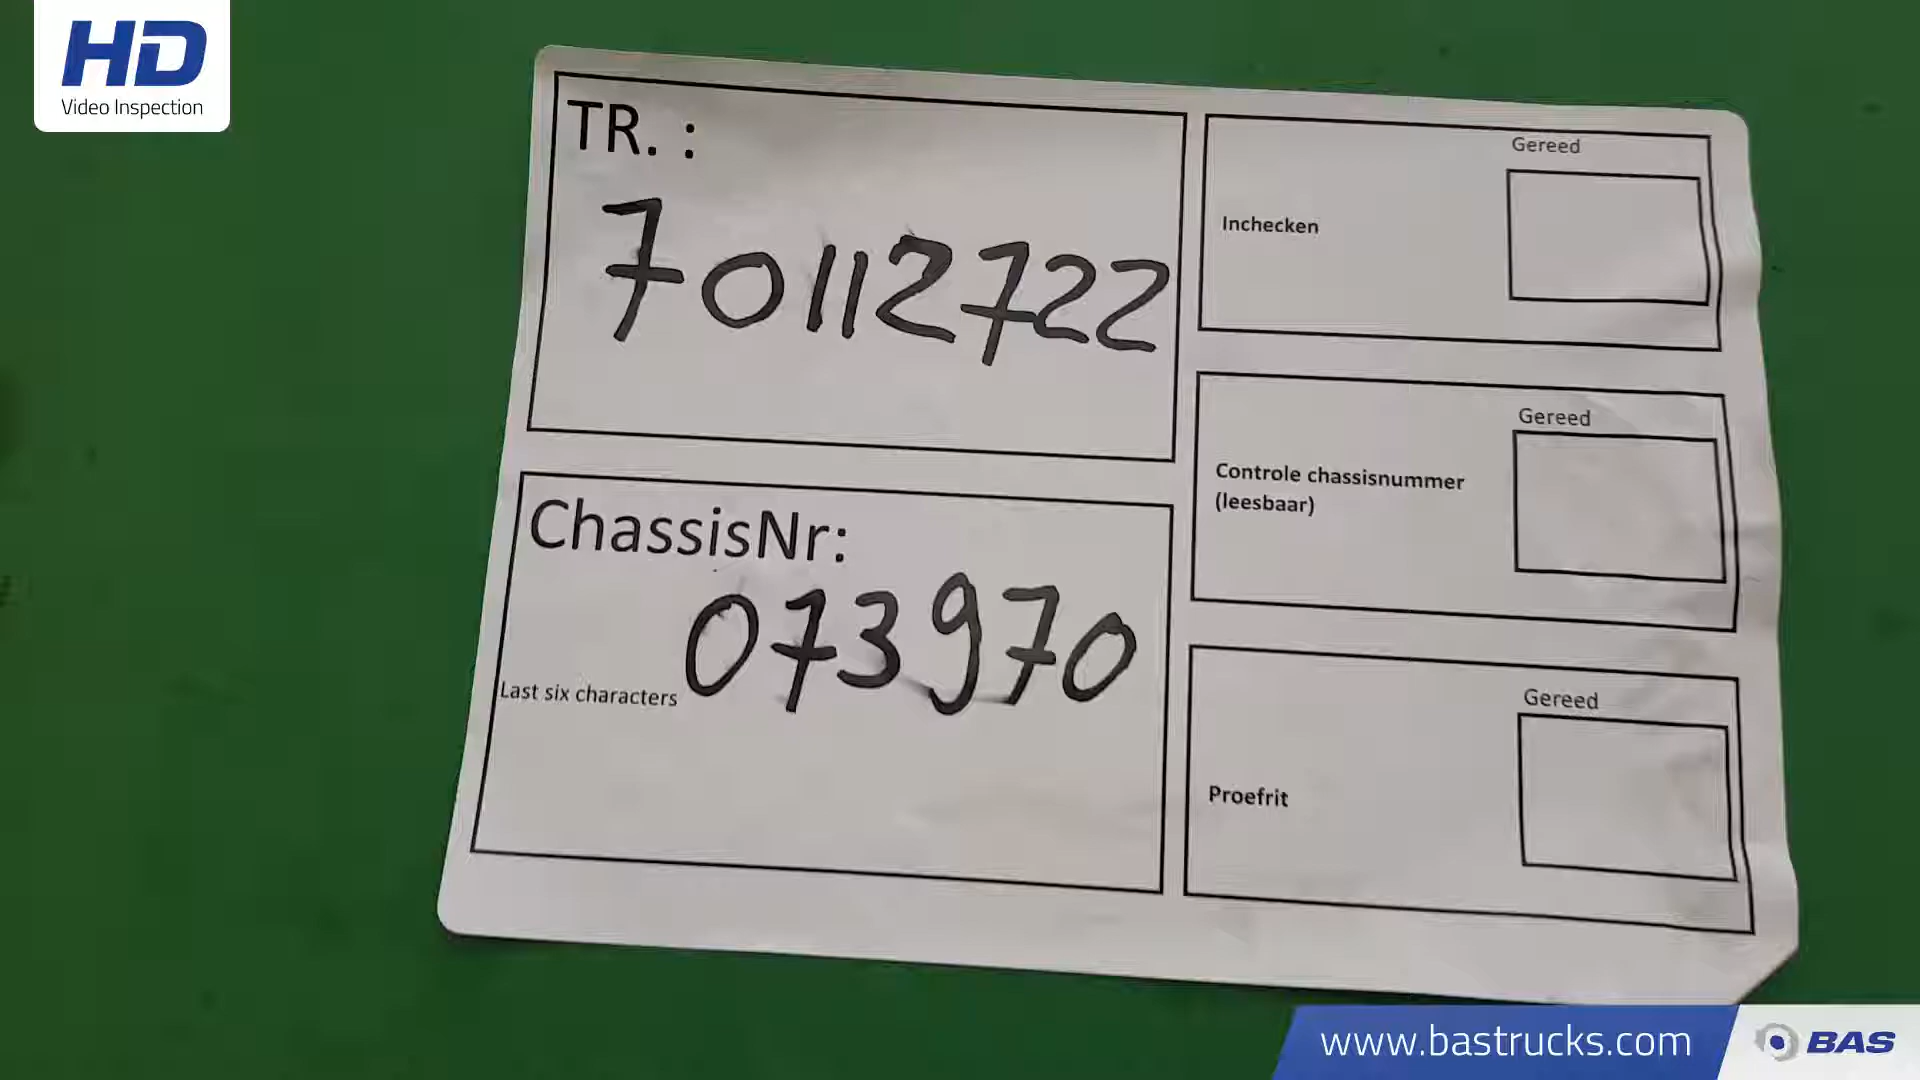 HD
Video Inspection
TR. :
70112722
ChassisNr:
073970
Last six characters
Gereed
Inchecken
Gereed
Controle chassisnummer
(leesbaar)
Gereed
Proefrit
www.bastrucks.com
BAS